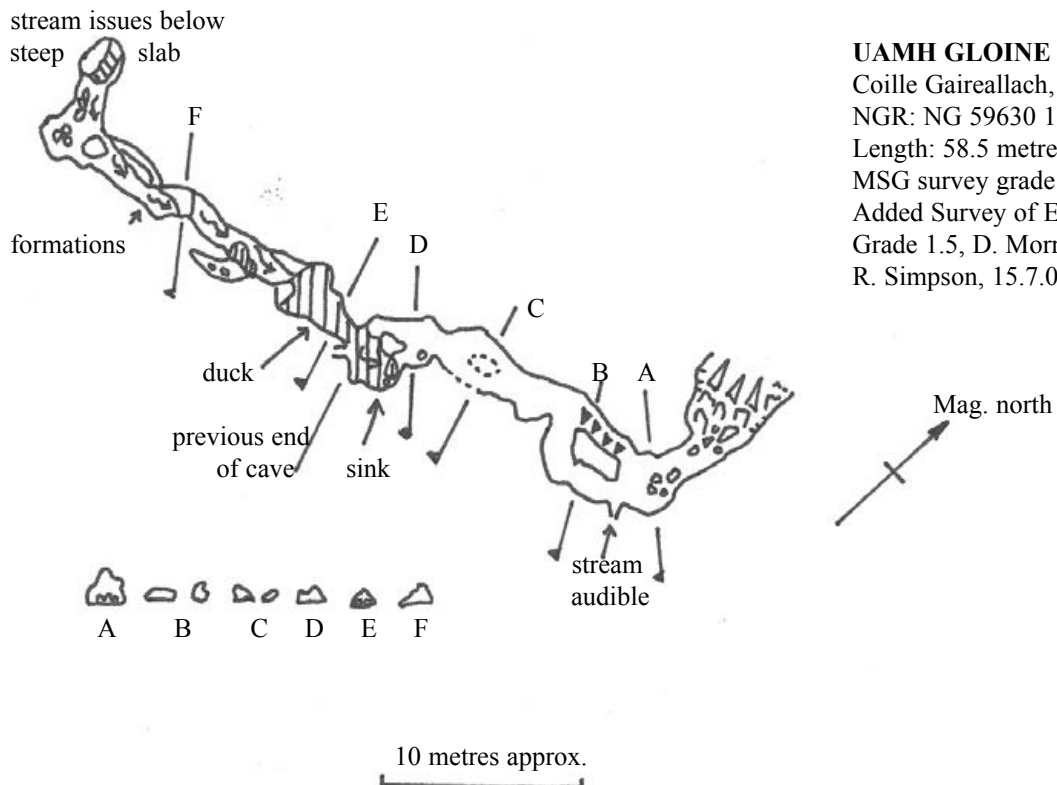 stream issues below
steep slab
F
formations
E
D
C
B A
duck
previous end
of cave
sink
stream
audible
Mag. north
UAMH GLOINE
Coille Gaireallach,
NGR: NG 59630 1
Length: 58.5 metre
MSG survey grade
Added Survey of E
Grade 1.5, D. Morr
R. Simpson, 15.7.0
A B C D E F
10 metres approx.